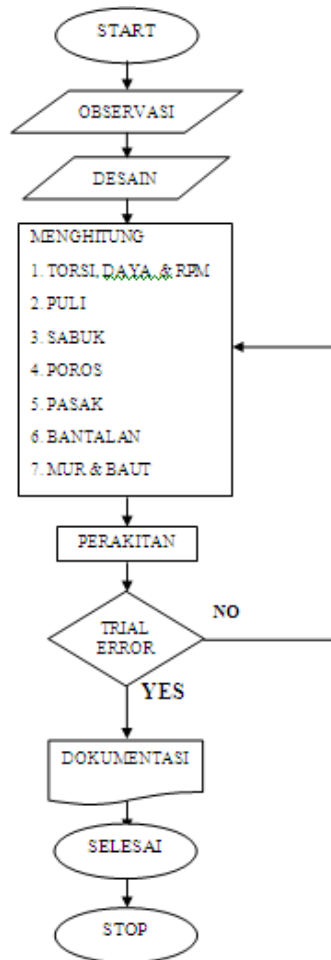 START
OBSERVASI
DESAIN
MENGHITUNG
1. TORSI, DAYA, & RPM
2. PULI
3. SABUK
4. POROS
5. PASAK
6. BANTALAN
7. MUR & BAUT
PERAKITAN
TRIAL
ERROR
NO
YES
DOKUMENTASI
SELESAI
STOP